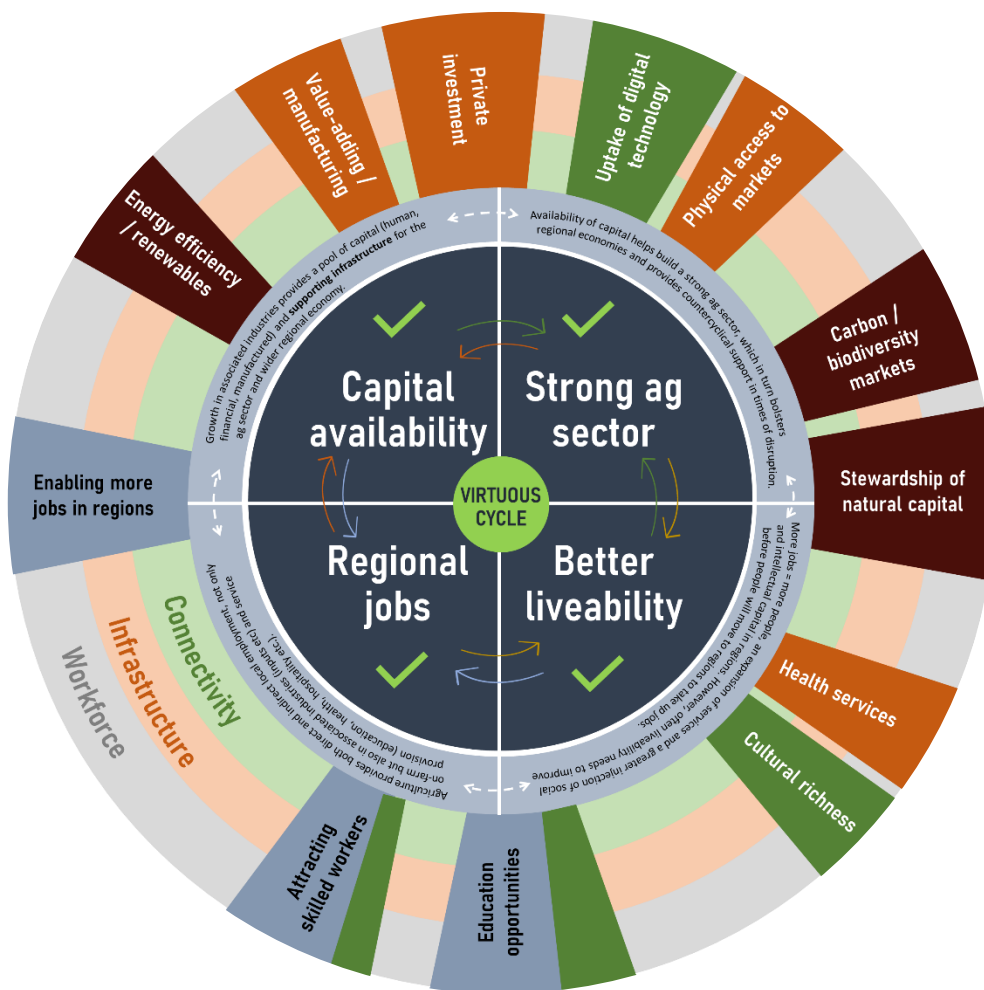 Value-adding /
manufacturing
Private
investment
Uptake of digital
technology
Physical access to
markets
Carbon /
biodiversity
markets
Stewardship of
natural capital
Health services
Cultural richness
Education
opportunities
Attracting
skilled workers
Enabling more
jobs in regions
Energy efficiency
/ renewables
Workforce
Infrastructure
Connectivity
Growth in associated industries provides a pool of capital (human,
financial, manufactured) and supporting infrastructure for the
ag sector and wider regional economy.
Availability of capital helps build a strong ag sector, which in turn bolsters
regional economies and provides countercyclical support in times of disruption.
More jobs = more people, an expansion of services and a greater injection of social
and intellectual capital in regions. However, often liveability needs to improve
before people will move to regions to take up jobs.
Agriculture provides both direct and indirect local employment, not only
on-farm but also in associated industries (inputs etc) and service
provision (education, health, hospitality etc).
Capital
availability
Strong ag
sector
VIRTUOUS
CYCLE
Regional
jobs
Better
liveability